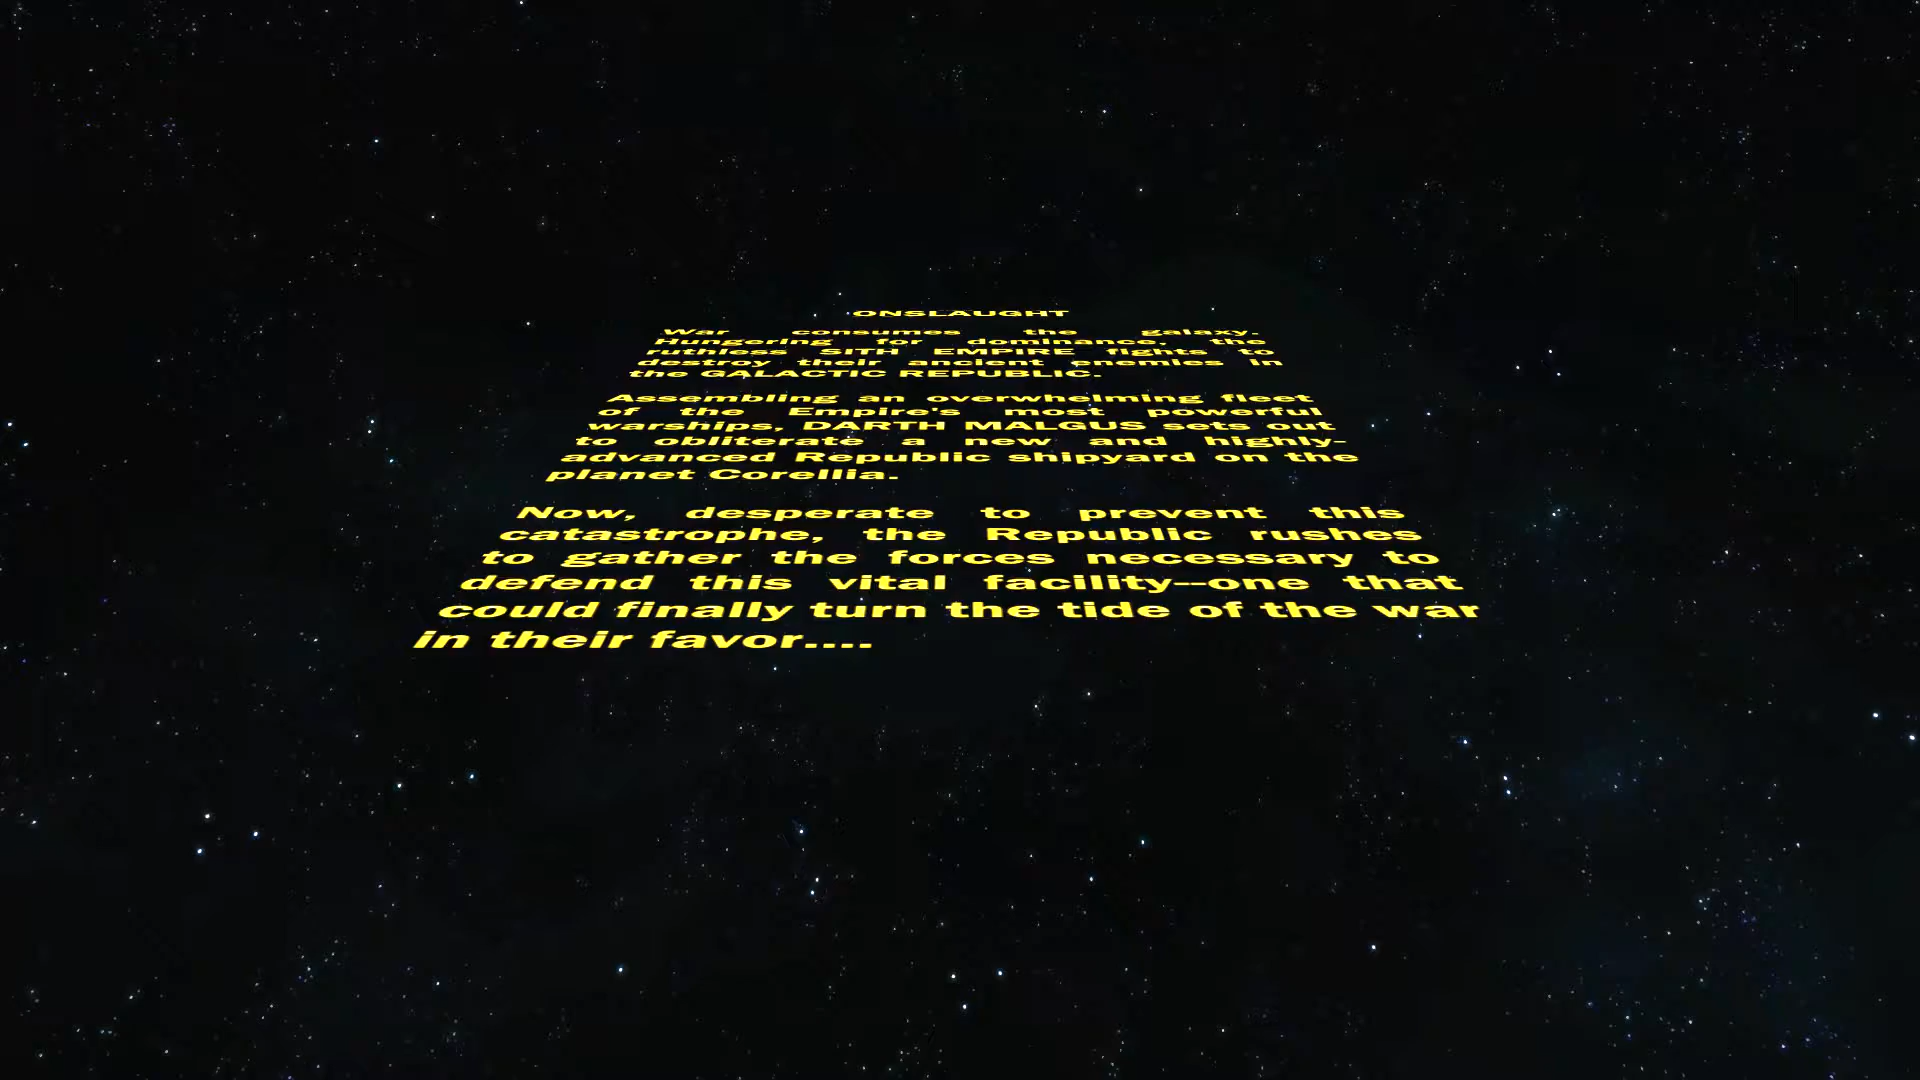 ONSLAUGHT
War consumes the galaxy.
Hungering for dominance, the
ruthless SITH EMPIRE fights to
destroy their ancient enemies in
the GALACTIC REPUBLIC.
Assembling an overwhelming fleet
of the Empire's most powerful
warships, DARTH MALGUS sets out
to obliterate a new and highly-
advanced Republic shipyard on the
planet Corellia.
Now, desperate to prevent this
catastrophe, the Republic rushes
to gather the forces necessary to
defend this vital facility--one that
could finally turn the tide of the war
in their favor....